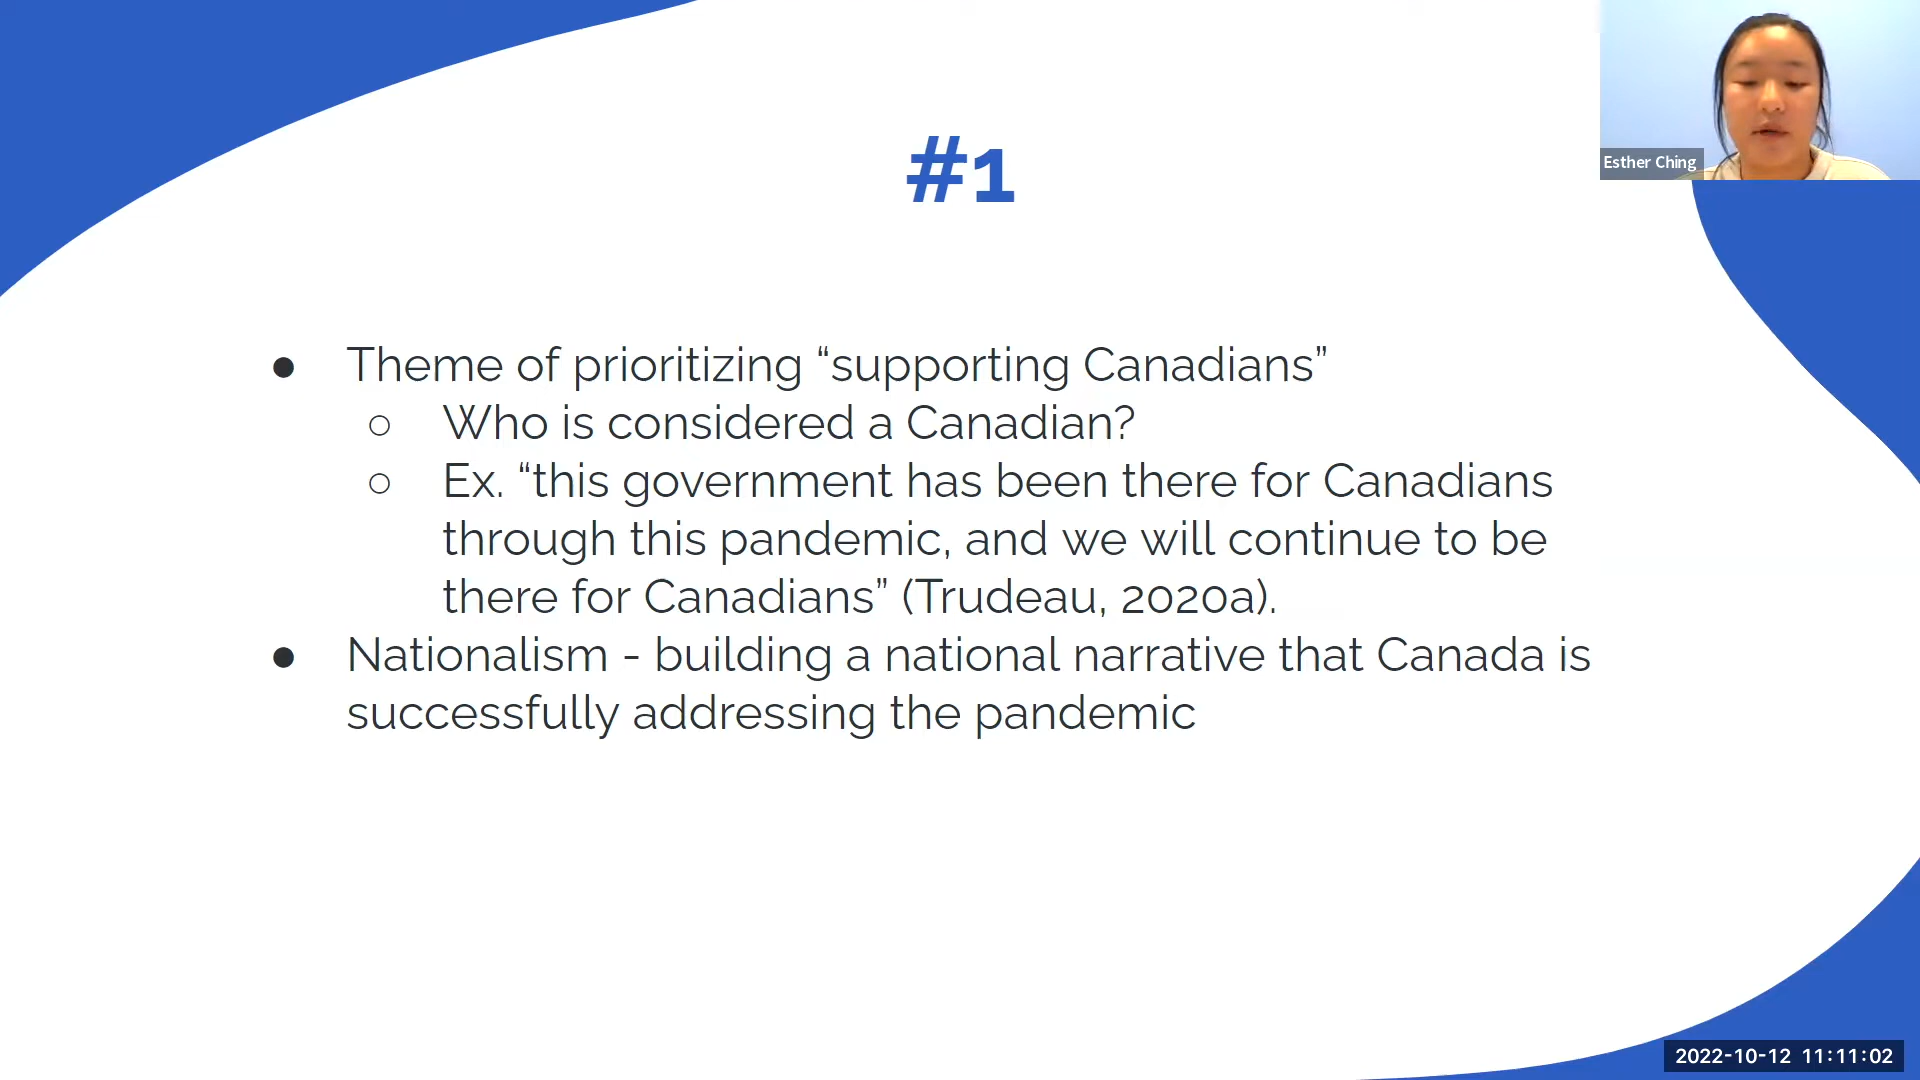 #1
Esther Ching
● Theme of prioritizing “supporting Canadians”
○ Who is considered a Canadian?
○ Ex. “this government has been there for Canadians
through this pandemic, and we will continue to be
there for Canadians” (Trudeau, 2020a).
● Nationalism - building a national narrative that Canada is
successfully addressing the pandemic
2022-10-12 11:11:02